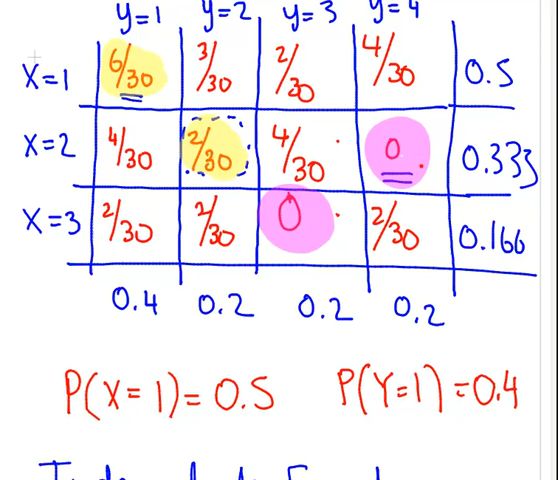 y=1 y=2 y=3 y=4
X=1 6/30 3/30 2/30 4/30 0.5
X=2 4/30 2/30 4/30 0 0.333
X=3 2/30 2/30 0 2/30 0.166
0.4 0.2 0.2 0.2
P(X=1)=0.5 P(Y=1)=0.4